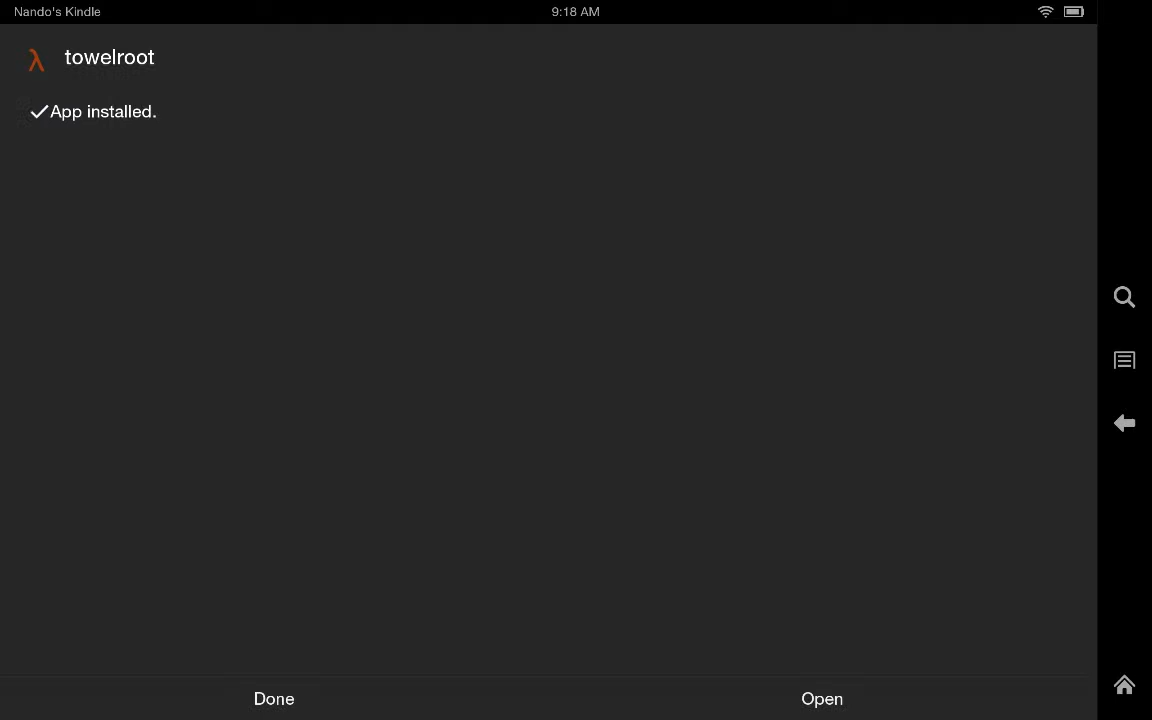 Nando's Kindle 9:18 AM
λ towelroot
App installed.
Done Open